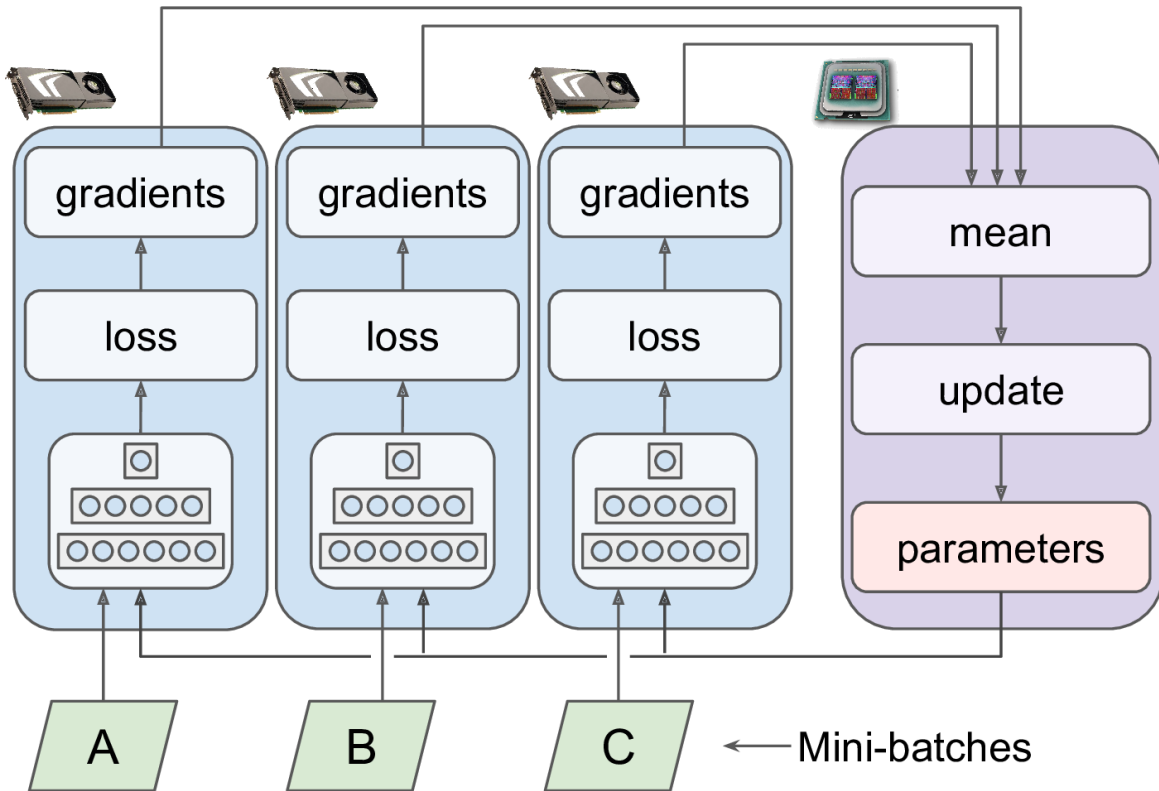 gradients
gradients
gradients
mean
loss
loss
loss
update
parameters
A
B
C
Mini-batches